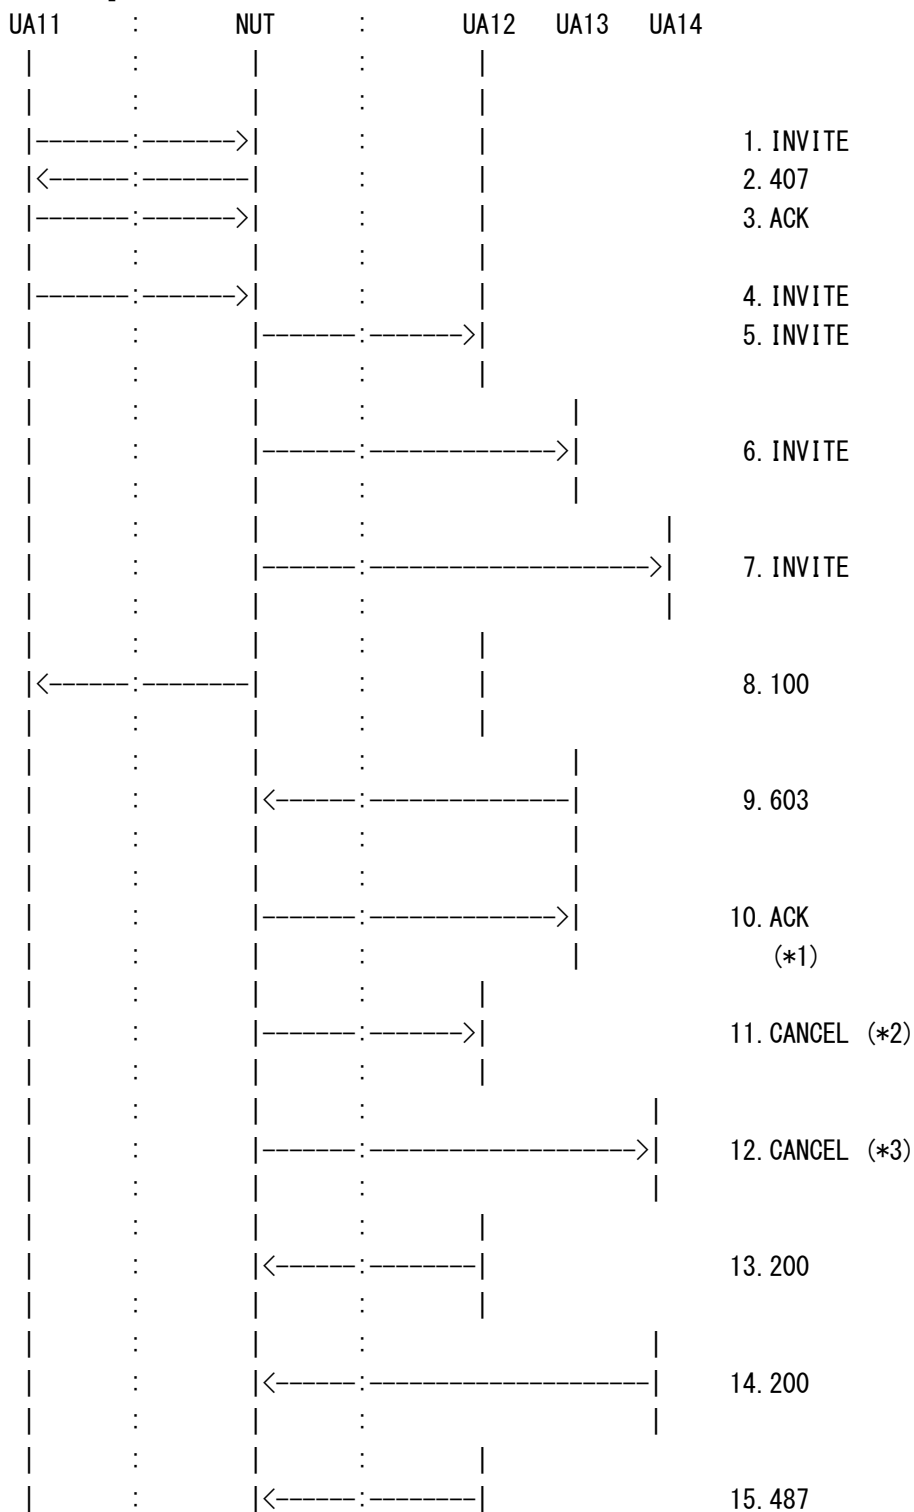 UA11 : NUT : UA12 UA13 UA14
| : | : |
| : | : |
|-------:------->| : | 1. INVITE
|<------:--------| : | 2. 407
|-------:------->| : | 3. ACK
| : | : |
|-------:------->| : | 4. INVITE
| : |-------:------->| 5. INVITE
| : | : |
| : | : |
| : |-------:-------------->| 6. INVITE
| : | : |
| : | : |
| : |-------:--------------------->| 7. INVITE
| : | : |
| : | : |
|<------:--------| : | 8. 100
| : | : |
| : | : |
| : |<------:---------------| 9. 603
| : | : |
| : | : |
| : |-------:-------------->| 10. ACK
| : | : | (*1)
| : | : |
| : |-------:------->| 11. CANCEL (*2)
| : | : |
| : | : |
| : |-------:-------------------->| 12. CANCEL (*3)
| : | : |
| : | : |
| : |<------:--------| 13. 200
| : | : |
| : | : |
| : |<------:---------------------| 14. 200
| : | : |
| : | : |
| : |<------:--------| 15. 487